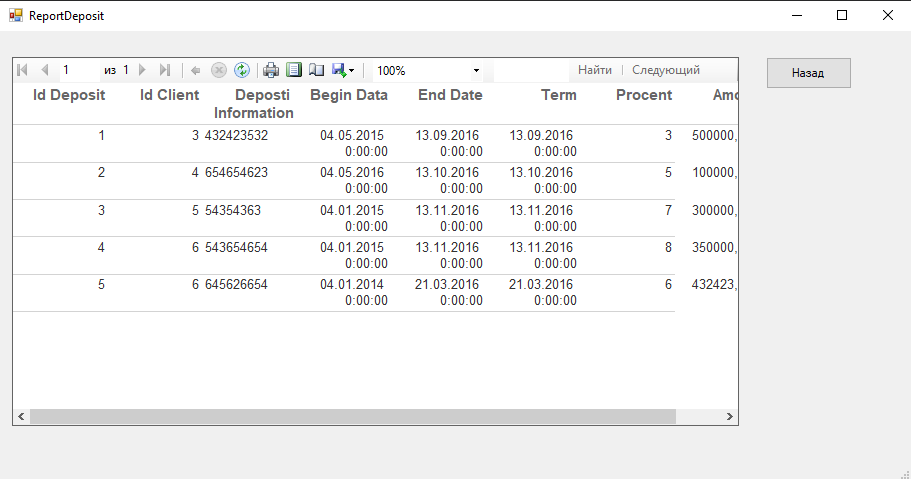 ReportDeposit
1 из 1 100% Найти Следующий
Назад
Id Deposit Id Client Deposti Information Begin Data End Date Term Procent Amo
1 3 432423532 04.05.2015 0:00:00 13.09.2016 0:00:00 13.09.2016 0:00:00 3 500000,
2 4 654654623 04.05.2016 0:00:00 13.10.2016 0:00:00 13.10.2016 0:00:00 5 100000,
3 5 54354363 04.01.2015 0:00:00 13.11.2016 0:00:00 13.11.2016 0:00:00 7 300000,
4 6 543654654 04.01.2015 0:00:00 13.11.2016 0:00:00 13.11.2016 0:00:00 8 350000,
5 6 645626654 04.01.2014 0:00:00 21.03.2016 0:00:00 21.03.2016 0:00:00 6 432423,